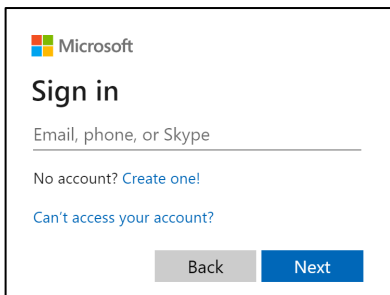 Microsoft
Sign in
Email, phone, or Skype
No account? Create one!
Can't access your account?
Back Next